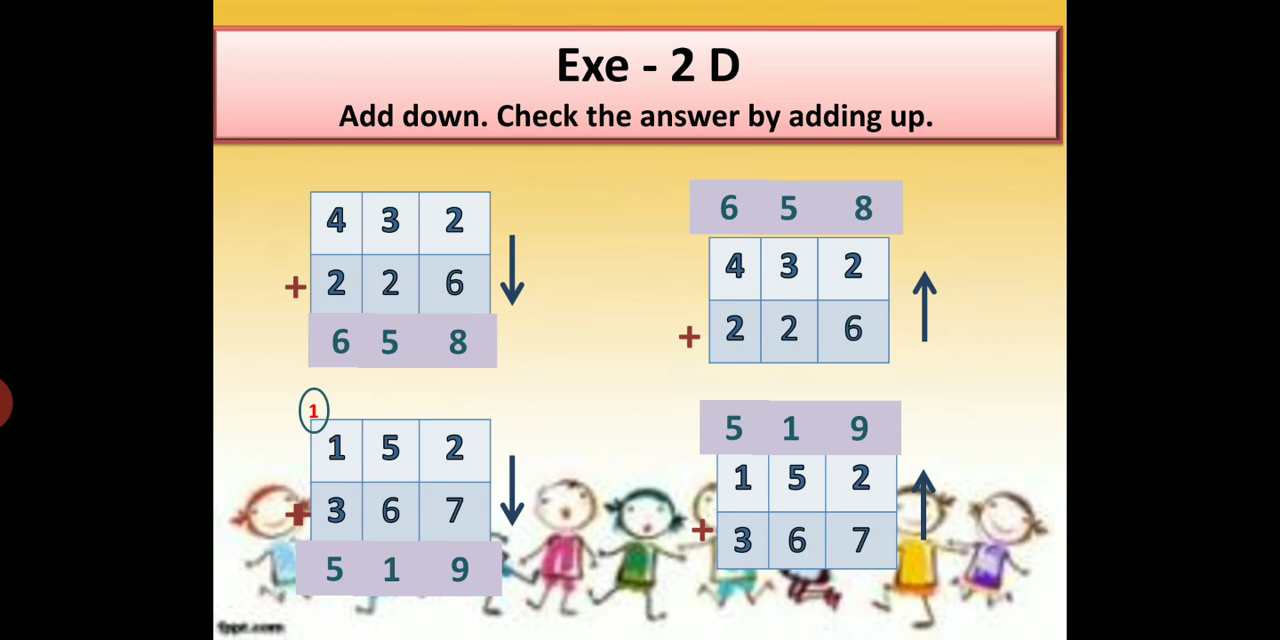 Exe - 2 D
Add down. Check the answer by adding up.
4 3 2
+ 2 2 6
6 5 8
6 5 8
4 3 2
+ 2 2 6
1
1 5 2
+ 3 6 7
5 1 9
5 1 9
1 5 2
+ 3 6 7
fppt.com